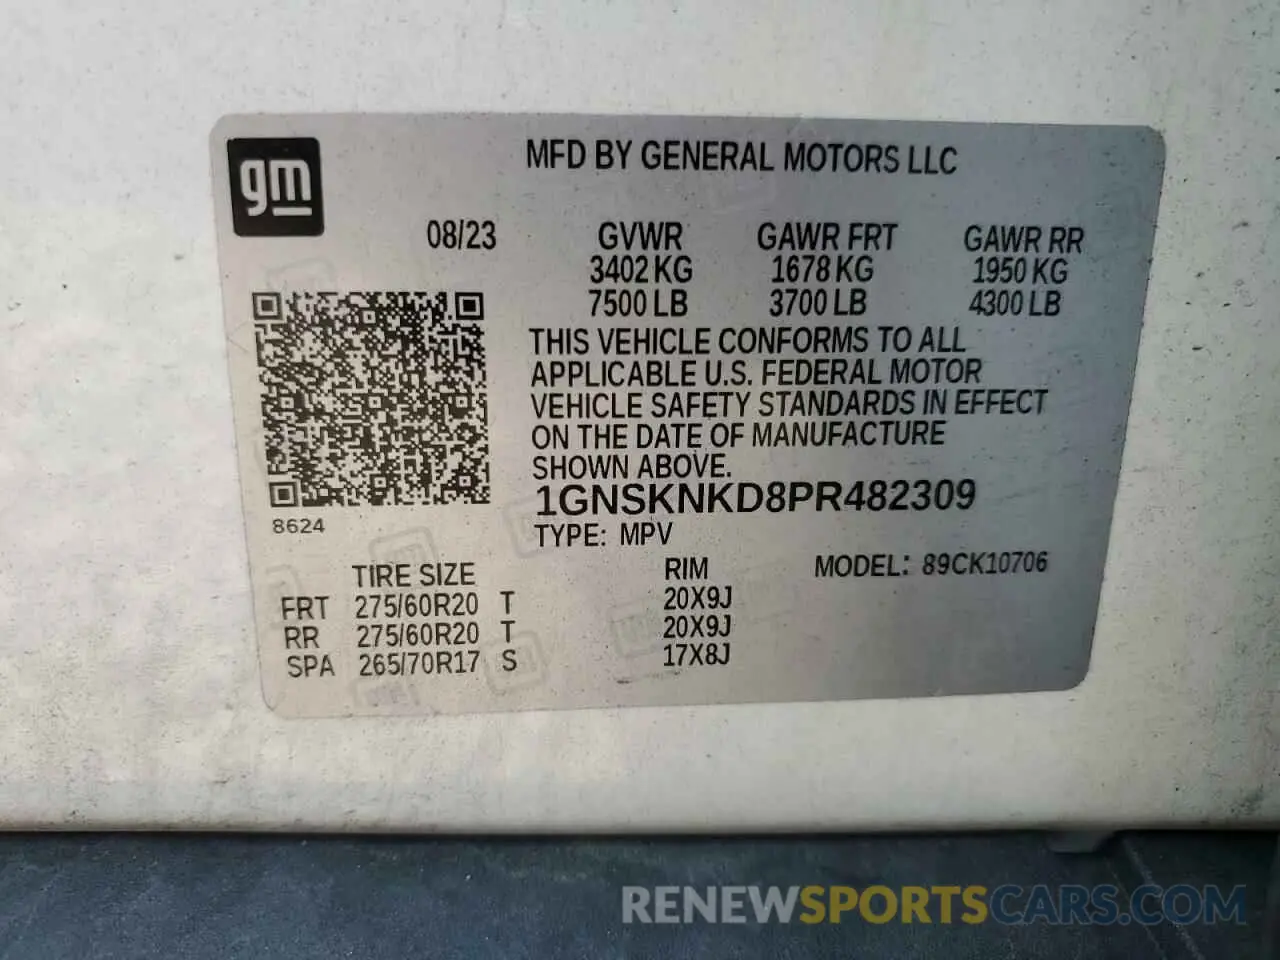 gm
MFD BY GENERAL MOTORS LLC
08/23 GVWR GAWR FRT GAWR RR
3402 KG 1678 KG 1950 KG
7500 LB 3700 LB 4300 LB
THIS VEHICLE CONFORMS TO ALL
APPLICABLE U.S. FEDERAL MOTOR
VEHICLE SAFETY STANDARDS IN EFFECT
ON THE DATE OF MANUFACTURE
SHOWN ABOVE.
1GNSKNKD8PR482309
8624
TYPE: MPV
TIRE SIZE RIM MODEL: 89CK10706
FRT 275/60R20 T 20X9J
RR 275/60R20 T 20X9J
SPA 265/70R17 S 17X8J
RENEWSPORTSCARS.COM